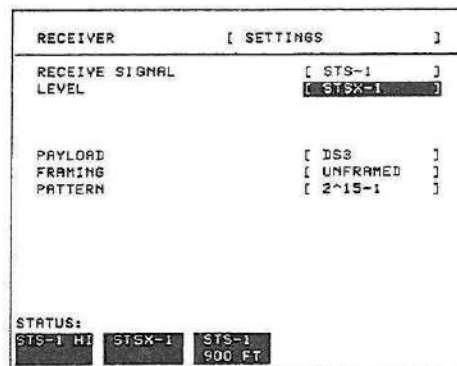 RECEIVER [ SETTINGS ]
RECEIVE SIGNAL [ STS-1 ]
LEVEL [ STSX-1 ]
PAYLOAD [ DS3 ]
FRAMING [ UNFRAMED ]
PATTERN [ 2^15-1 ]
STATUS:
STS-1 HI STSX-1 STS-1
900 FT